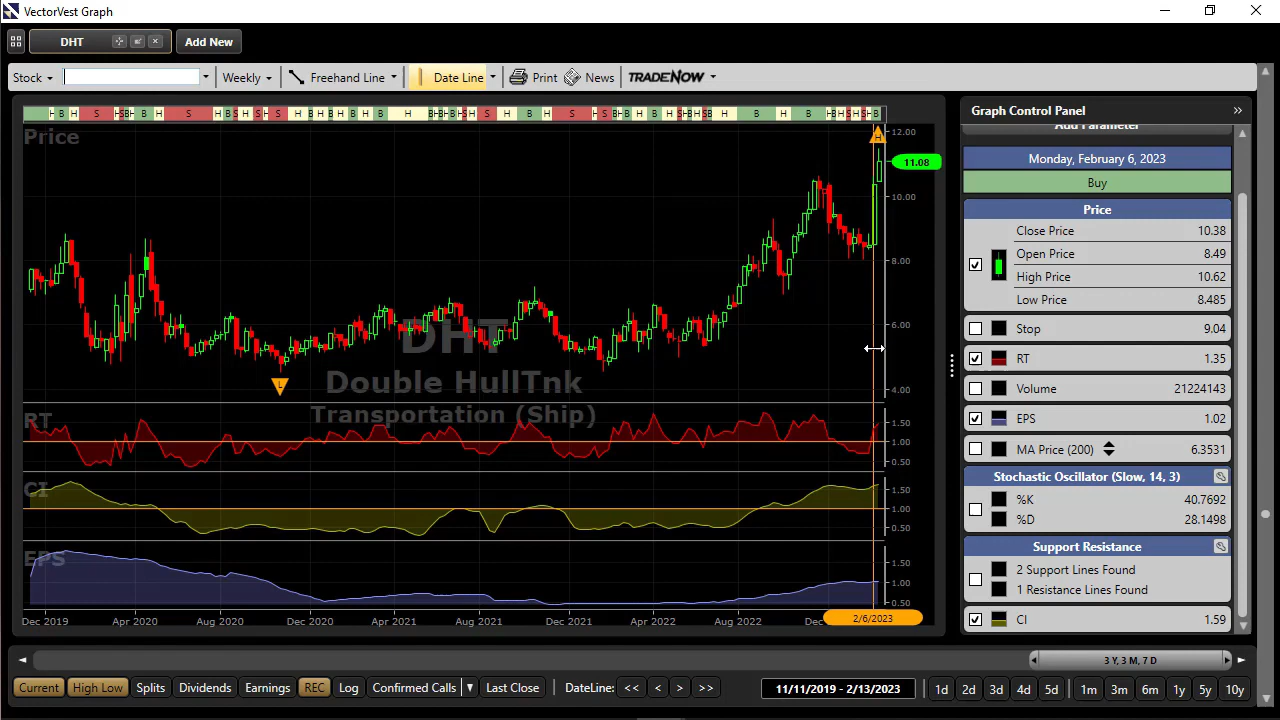 VectorVest Graph
DHT
Add New
Stock
Weekly
Freehand Line
Date Line
Print
News
TRADENOW
Price
12.00
11.08
10.00
8.00
6.00
4.00
H
L
DHT
Double HullTnk
Transportation (Ship)
RT
1.50
1.00
0.50
CI
1.50
1.00
0.50
EPS
1.50
1.00
0.50
Dec 2019 Apr 2020 Aug 2020 Dec 2020 Apr 2021 Aug 2021 Dec 2021 Apr 2022 Aug 2022 Dec 2/6/2023
Graph Control Panel
Add Parameter
Monday, February 6, 2023
Buy
Price
Close Price 10.38
Open Price 8.49
High Price 10.62
Low Price 8.485
Stop 9.04
RT 1.35
Volume 21224143
EPS 1.02
MA Price (200) 6.3531
Stochastic Oscillator (Slow, 14, 3)
%K 40.7692
%D 28.1498
Support Resistance
2 Support Lines Found
1 Resistance Lines Found
CI 1.59
3 Y, 3 M, 7 D
Current High Low Splits Dividends Earnings REC Log Confirmed Calls Last Close DateLine: << < > >> 11/11/2019 - 2/13/2023 1d 2d 3d 4d 5d 1m 3m 6m 1y 5y 10y